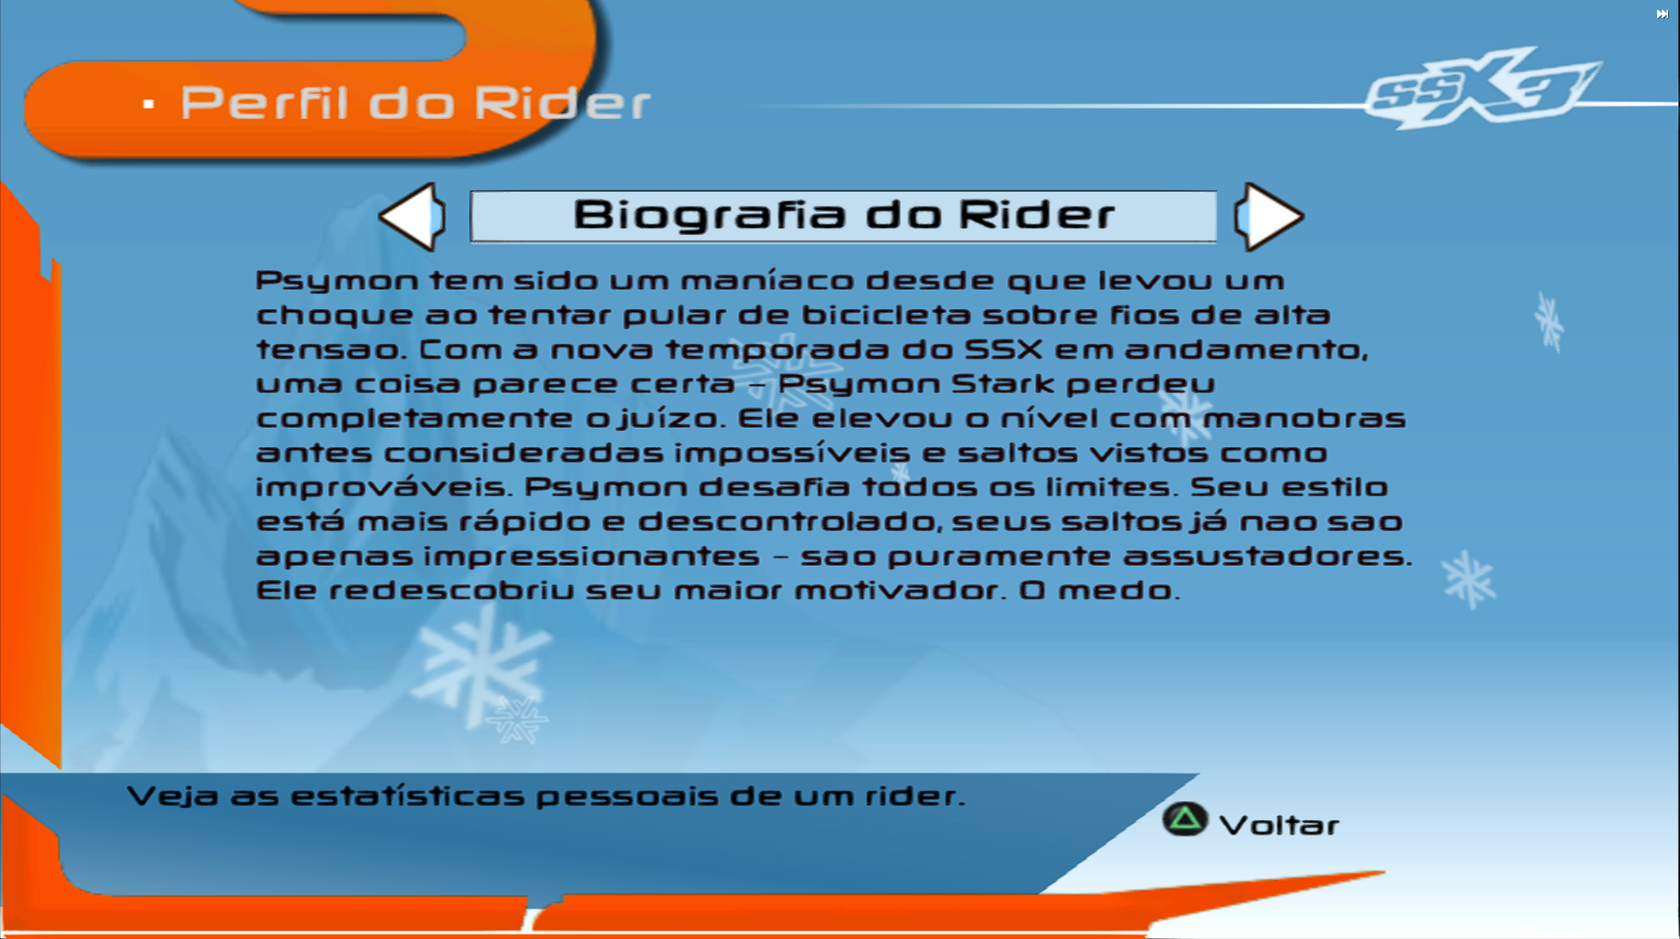 Perfil do Rider
SSX3
Biografia do Rider
Psymon tem sido um maníaco desde que levou um
choque ao tentar pular de bicicleta sobre fios de alta
tensao. Com a nova temporada do SSX em andamento,
uma coisa parece certa - Psymon Stark perdeu
completamente o juízo. Ele elevou o nível com manobras
antes consideradas impossíveis e saltos vistos como
improváveis. Psymon desafia todos os limites. Seu estilo
está mais rápido e descontrolado, seus saltos já nao sao
apenas impressionantes - sao puramente assustadores.
Ele redescobriu seu maior motivador. O medo.
Veja as estatísticas pessoais de um rider.
Voltar